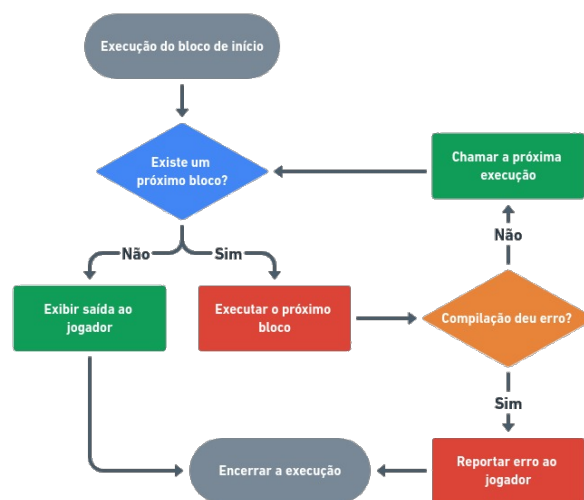 Execução do bloco de início
Existe um
próximo bloco?
Chamar a próxima
execução
Não
Sim
Não
Exibir saída ao
jogador
Executar o próximo
bloco
Compilação deu erro?
Sim
Encerrar a execução
Reportar erro ao
jogador